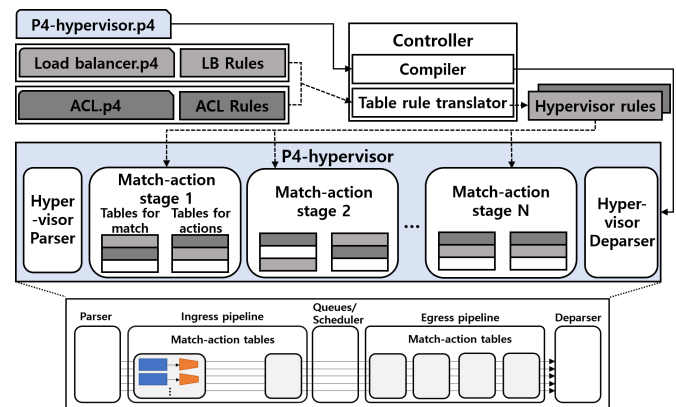 P4-hypervisor.p4
Load balancer.p4
LB Rules
ACL.p4
ACL Rules
Controller
Compiler
Table rule translator
Hypervisor rules
P4-hypervisor
Hyper
-visor
Parser
Match-action
stage 1
Tables for
match
Tables for
actions
Match-action
stage 2
...
Match-action
stage N
Hyper-
visor
Deparser
Parser
Ingress pipeline
Match-action tables
Queues/
Scheduler
Egress pipeline
Match-action tables
Deparser